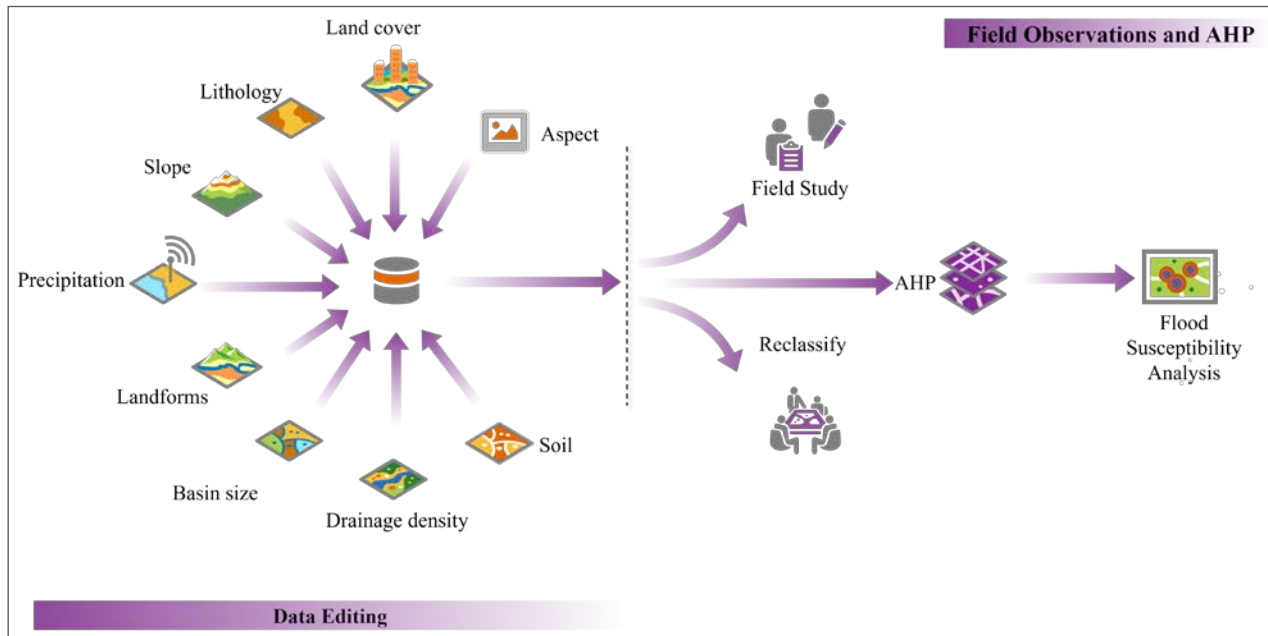 Land cover
Field Observations and AHP
Lithology
Aspect
Slope
Field Study
Precipitation
AHP
Flood
Susceptibility
Analysis
Reclassify
Landforms
Soil
Basin size
Drainage density
Data Editing